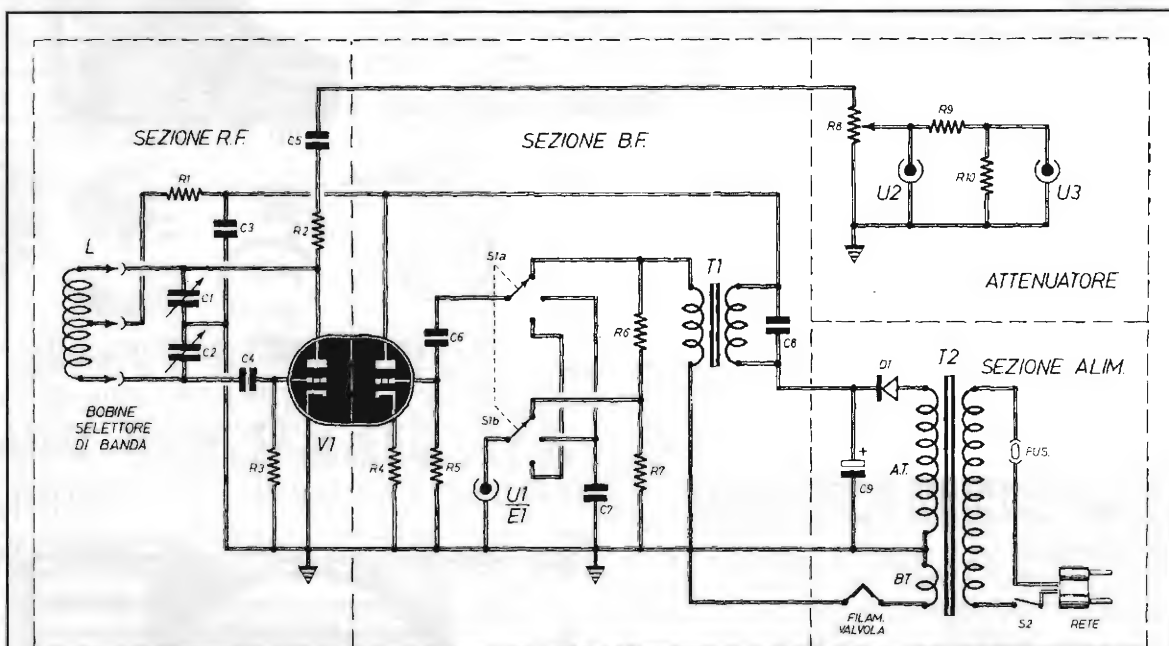 SEZIONE R.F.
SEZIONE B.F.
C5
R8
R9
R10
U2
U3
R1
C3
R2
L
S1a
T1
ATTENUATORE
C1
C2
C4
C6
R6
C8
T2
SEZIONE ALIM.
D1
BOBINE
SELETTORE
DI BANDA
V1
S1b
R3
R4
R5
U1
E1
C7
R7
+
C9
A.T.
FUS.
BT
FILAM.
VALVOLA
S2
RETE